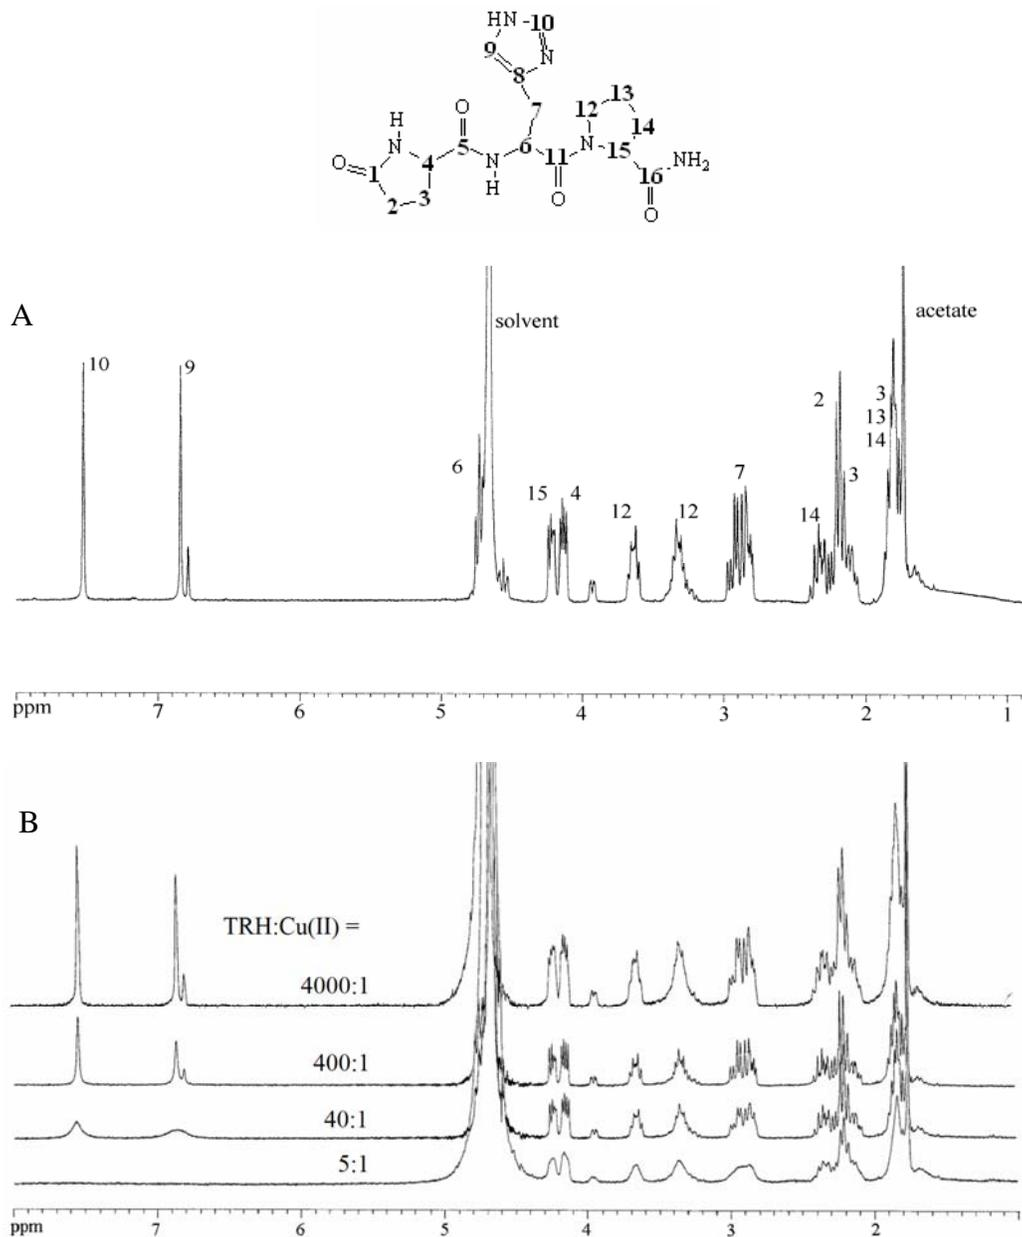 HN 10
9 N
8
O 7 13
H 12
N 5 6 N 14
O 4 N 11 15 NH₂
1 H O 16
2 3 O
A
solvent
acetate
10
9
6
15
4
12
12
7
14
2
3
3
13
14
ppm 7 6 5 4 3 2 1
B
TRH:Cu(II) =
4000:1
400:1
40:1
5:1
ppm 7 6 5 4 3 2